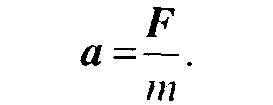 a = F/m.